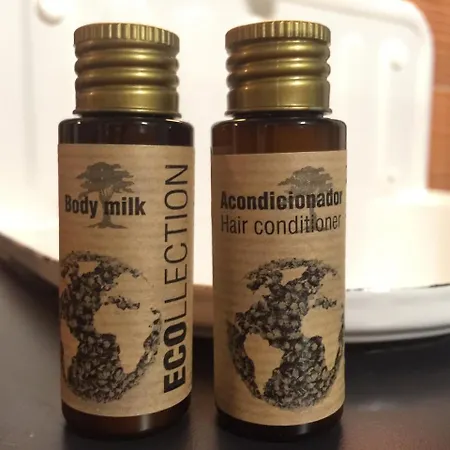 Body milk
ECOLLECTION
Acondicionador
Hair conditioner